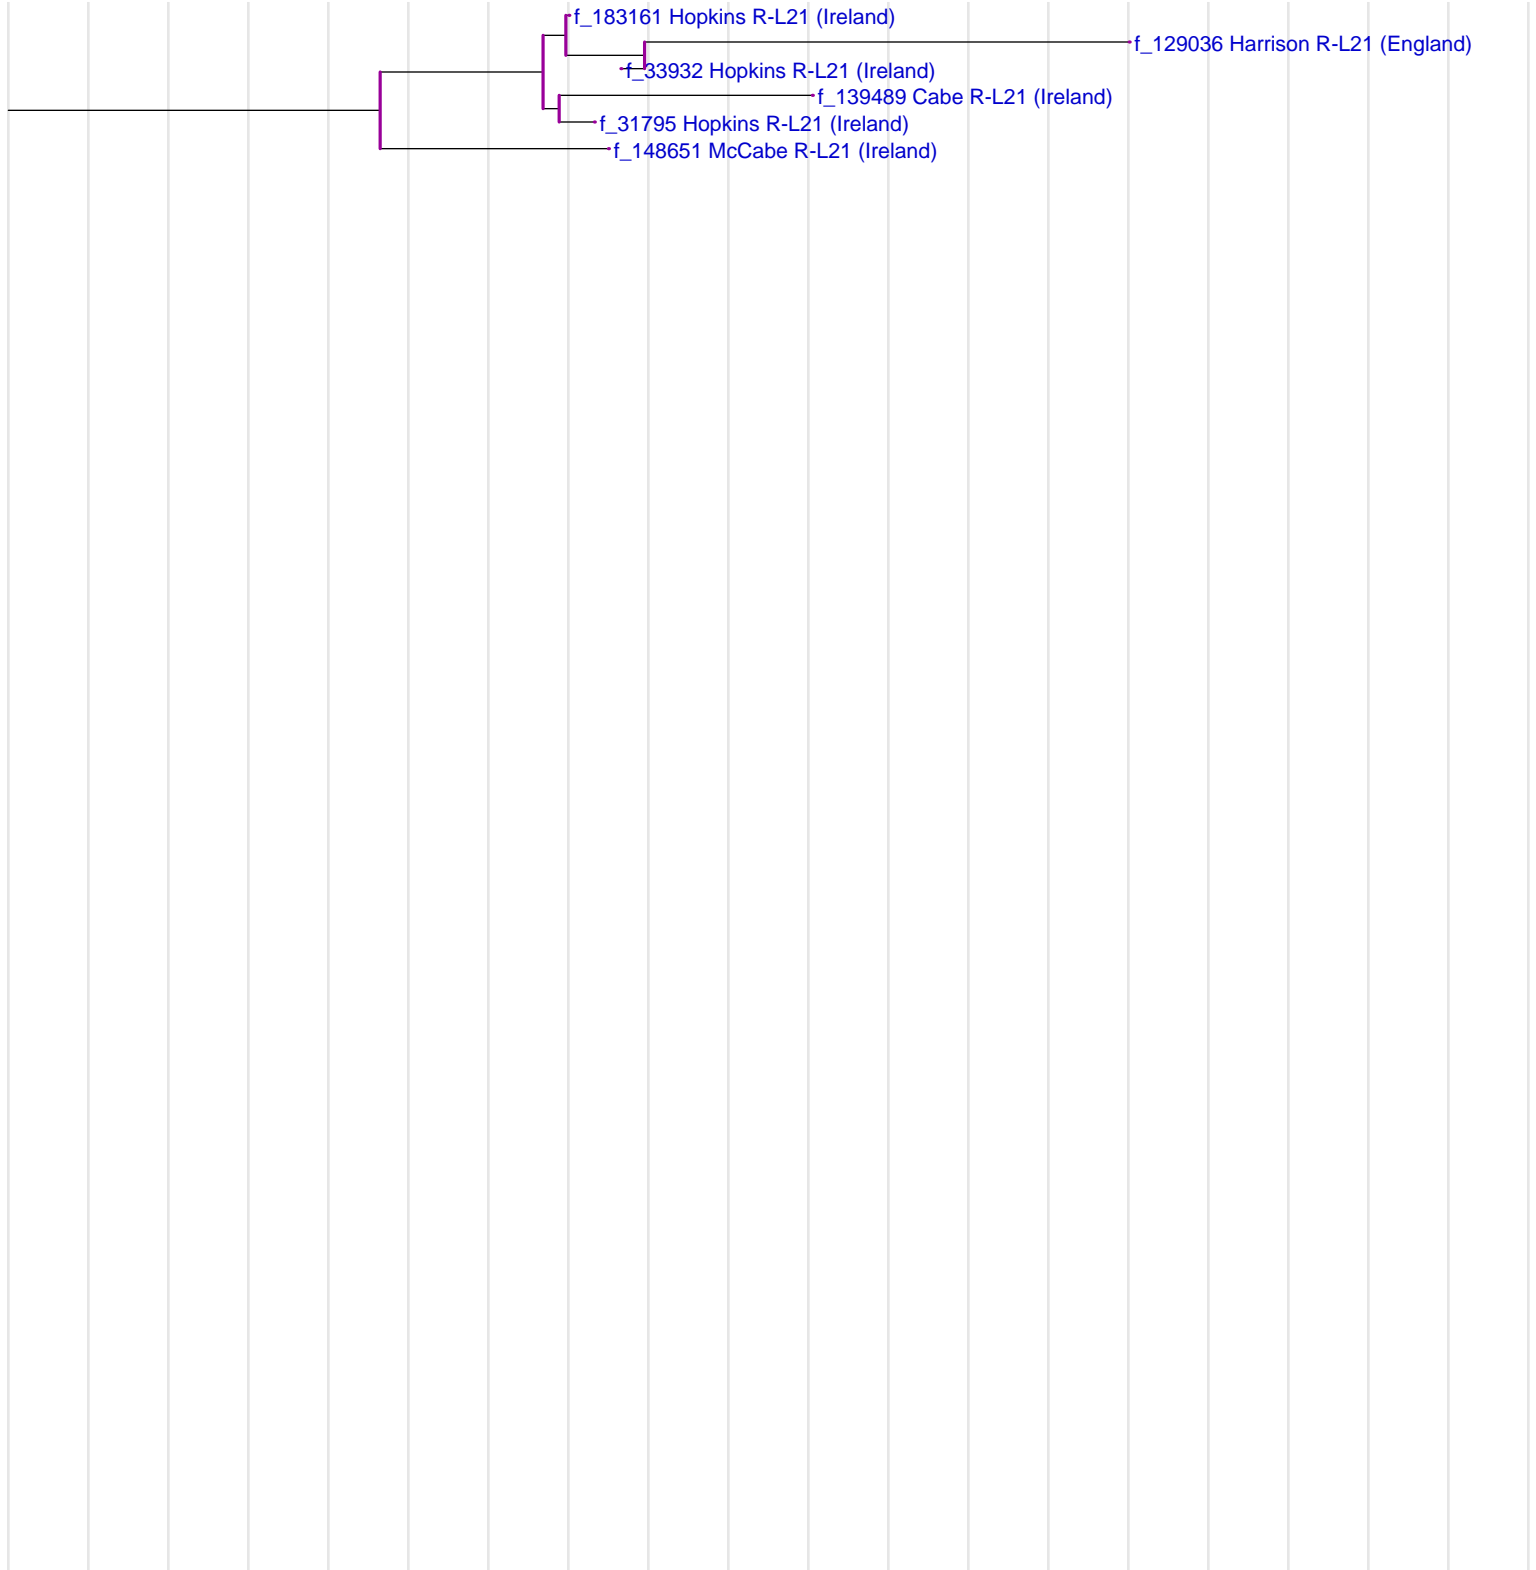 f_183161 Hopkins R-L21 (Ireland)
f_129036 Harrison R-L21 (England)
f_33932 Hopkins R-L21 (Ireland)
f_139489 Cabe R-L21 (Ireland)
f_31795 Hopkins R-L21 (Ireland)
f_148651 McCabe R-L21 (Ireland)